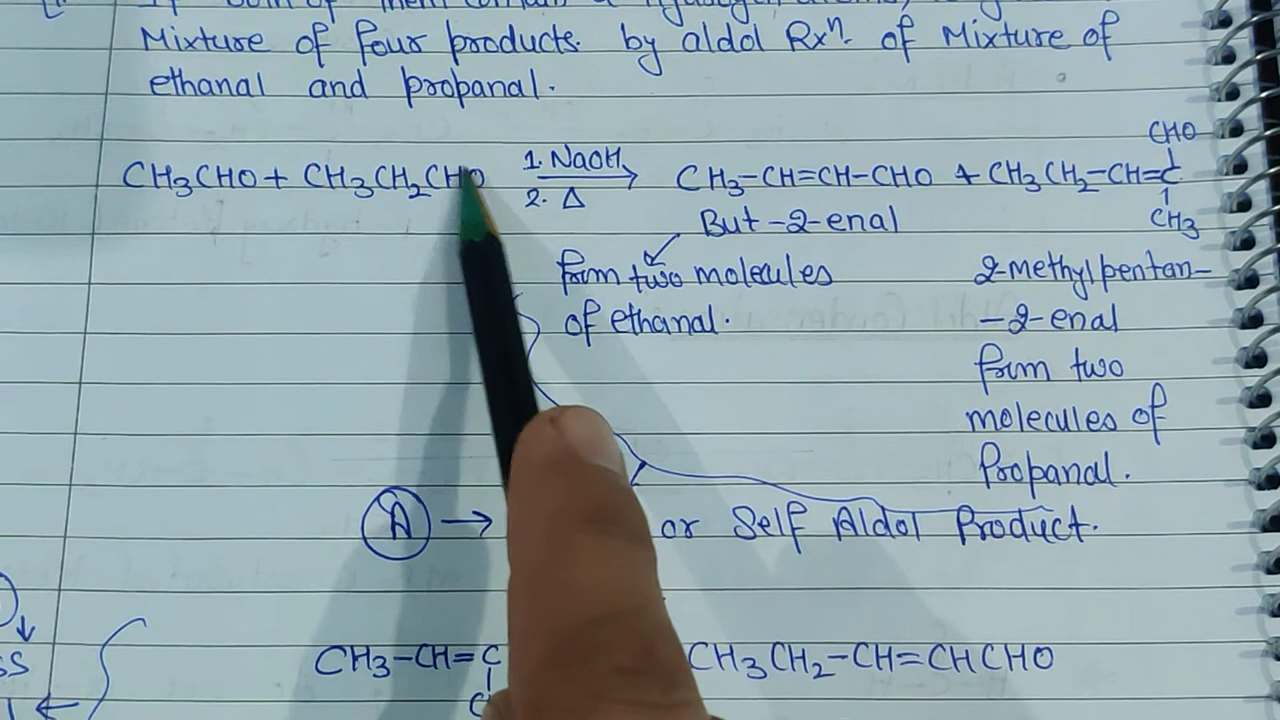 Mixture of four products by aldol Rxn. of Mixture of
ethanal and propanal.
CHO
CH3CHO + CH3CH2CHO 1. NaOH 2. Δ → CH3-CH=CH-CHO + CH3CH2-CH=C
CH3
But-2-enal
from two molecules
of ethanal.
2-methylpentan-
-2-enal
from two
molecules of
Propanal.
A → or Self Aldol Product.
CH3-CH=C CH3CH2-CH=CHCHO